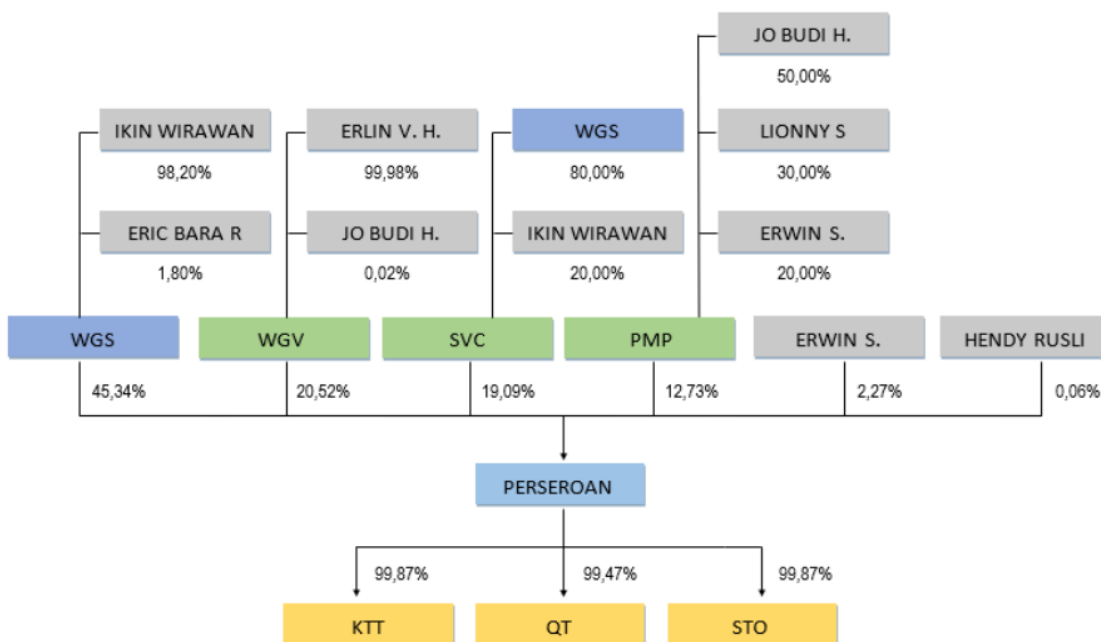 JO BUDI H.
50,00%
IKIN WIRAWAN
ERLIN V. H.
WGS
LIONNY S
98,20%
99,98%
80,00%
30,00%
ERIC BARA R
JO BUDI H.
IKIN WIRAWAN
ERWIN S.
1,80%
0,02%
20,00%
20,00%
WGS
WGV
SVC
PMP
ERWIN S.
HENDY RUSLI
45,34%
20,52%
19,09%
12,73%
2,27%
0,06%
PERSEROAN
99,87%
99,47%
99,87%
KTT
QT
STO